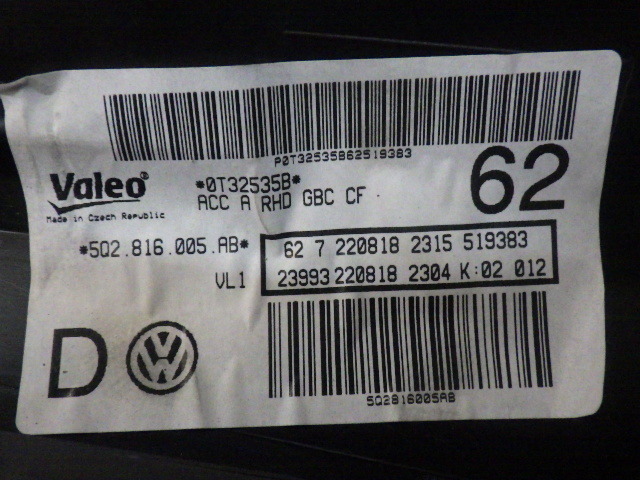 P0T32535B62519383
Valeo
Made in Czech Republic
*0T32535B*
ACC A RHD GBC CF
62
*5Q2.816.005.AB*
VL1
62 7 220818 2315 519383
23993 220818 2304 K:02 012
D
VW
5Q2816005AB